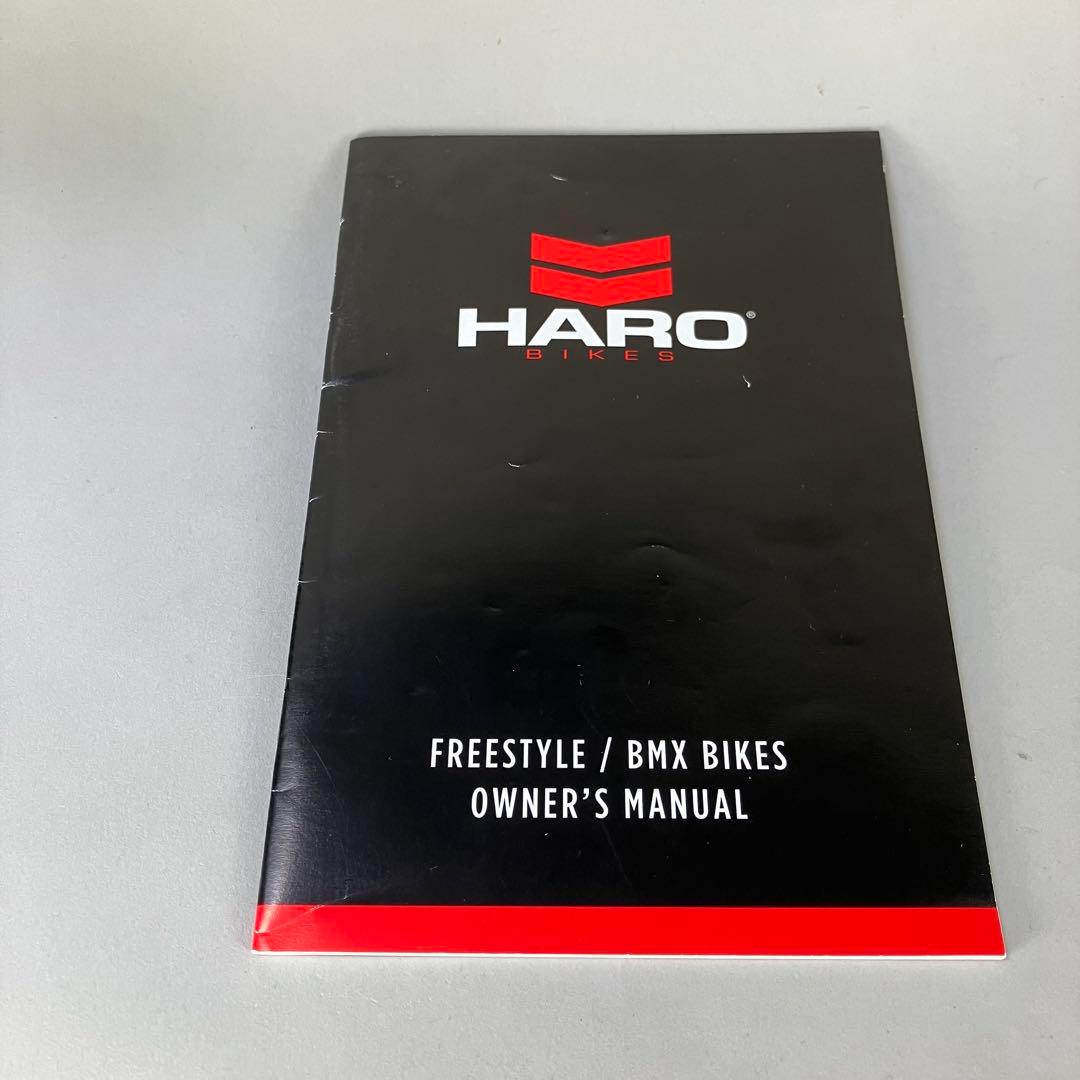 HARO®
BIKES
FREESTYLE / BMX BIKES
OWNER'S MANUAL